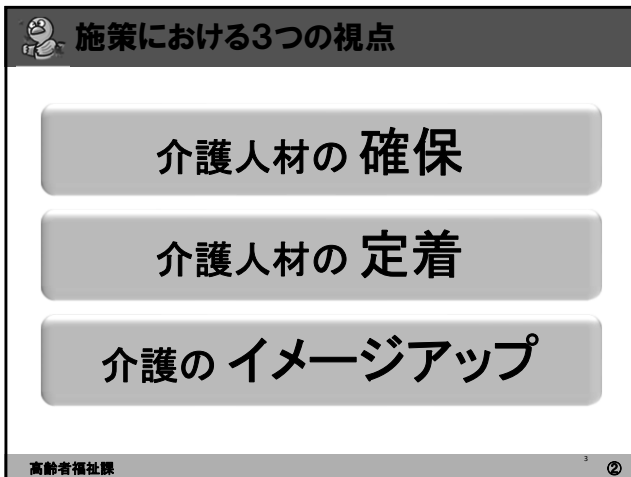 施策における3つの視点
介護人材の 確保
介護人材の 定着
介護の イメージアップ
高齢者福祉課
3
②